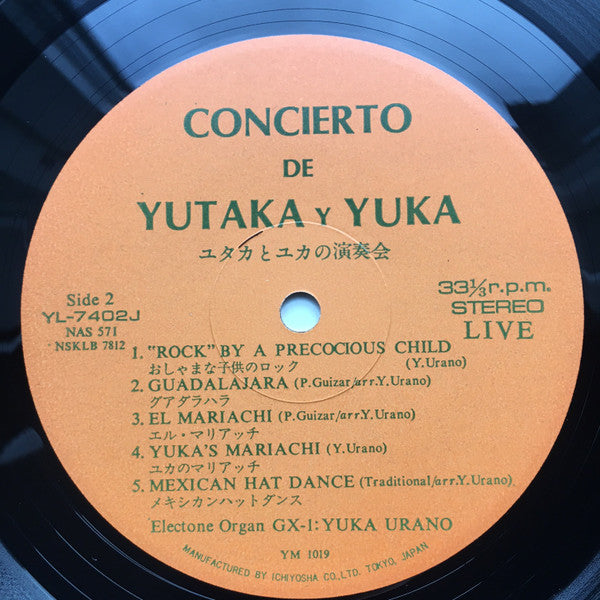 CONCIERTO
DE
YUTAKA Y YUKA
ユタカとユカの演奏会
Side 2
YL-7402J
NAS 571
NSKLB 7812
33⅓r.p.m.
STEREO
LIVE
1. "ROCK" BY A PRECOCIOUS CHILD
おしゃまな子供のロック (Y.Urano)
2. GUADALAJARA (P.Guizar/arr.Y.Urano)
グアダラハラ
3. EL MARIACHI (P.Guizar/arr.Y.Urano)
エル・マリアッチ
4. YUKA'S MARIACHI (Y.Urano)
ユカのマリアッチ
5. MEXICAN HAT DANCE (Traditional/arr.Y.Urano)
メキシカンハットダンス
Electone Organ GX-1: YUKA URANO
YM 1019
MANUFACTURED BY ICHIYOSHA CO.,LTD. TOKYO, JAPAN